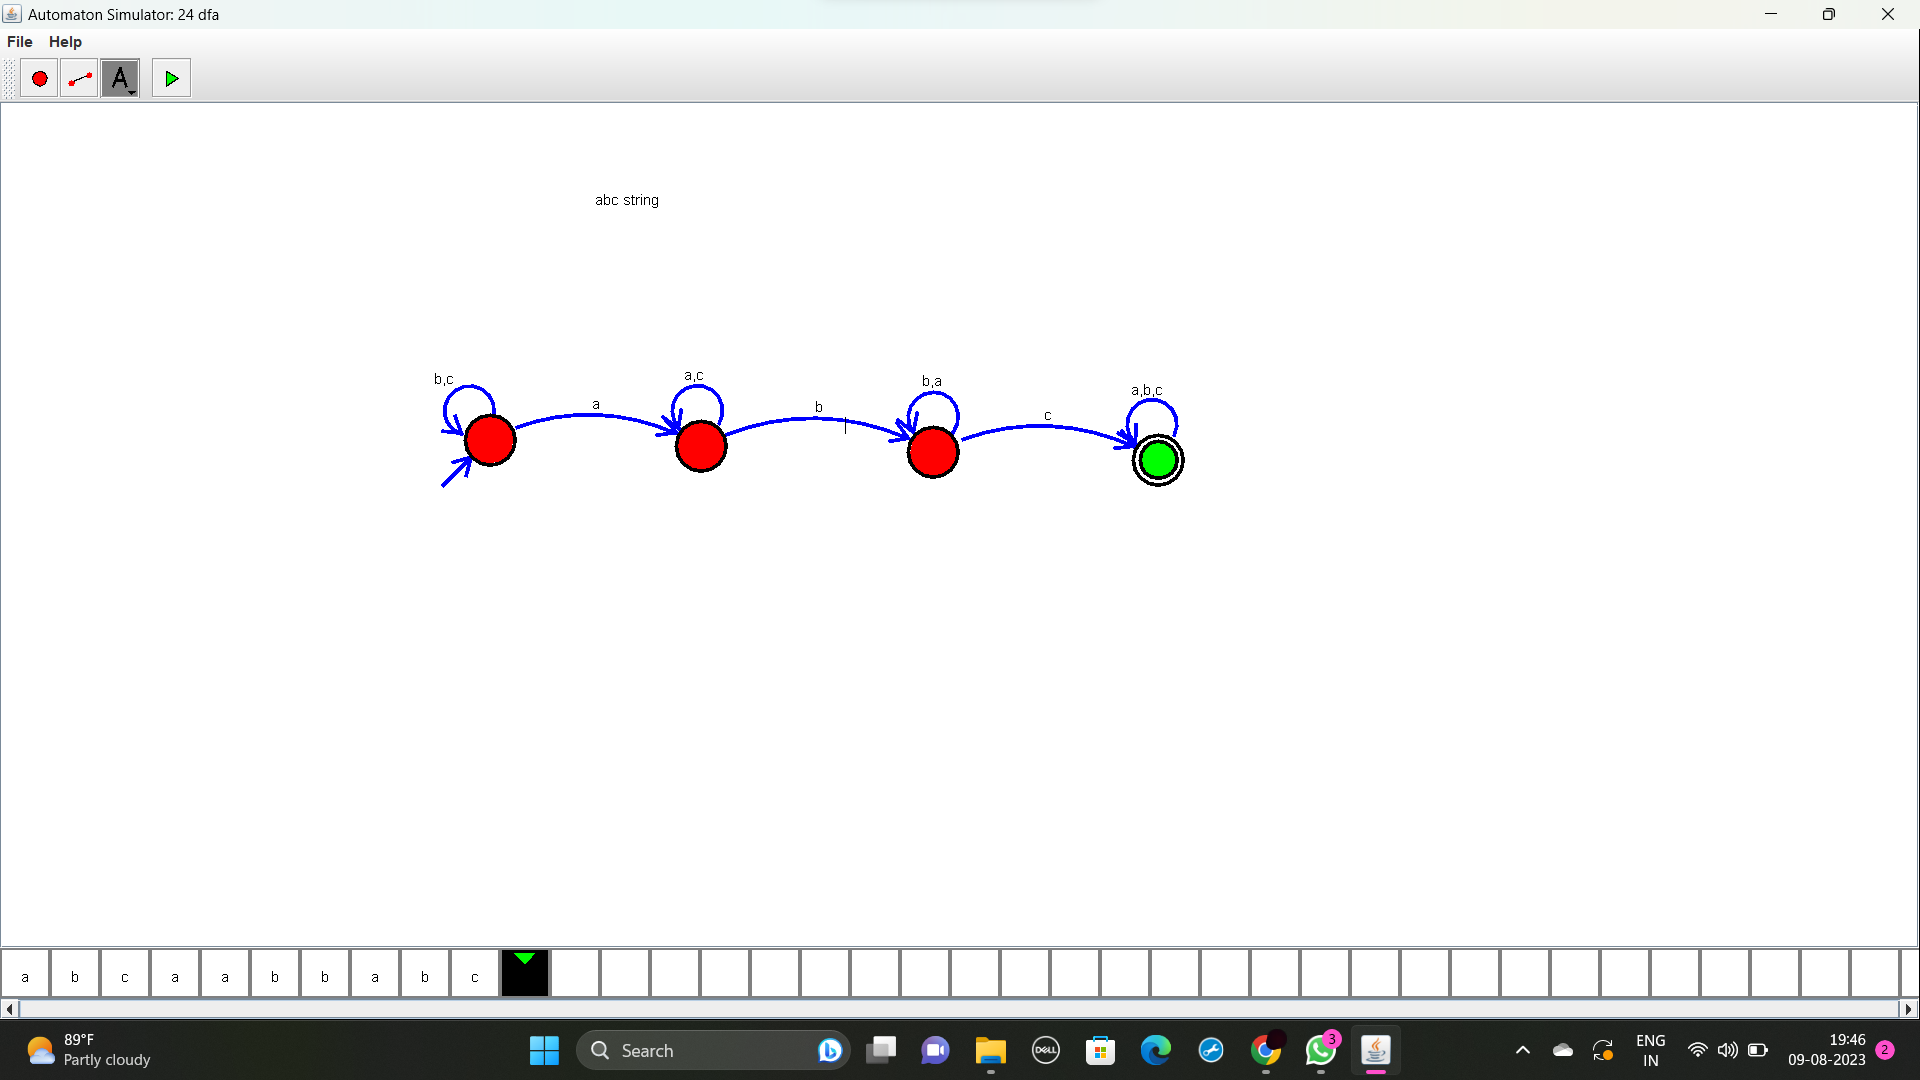 Automaton Simulator: 24 dfa
File Help
A
abc string
b,c
a
a,c
b
b,a
c
a,b,c
a b c a a b b a b c
89°F
Partly cloudy
Search
DELL
3
ENG
IN
19:46
09-08-2023
2